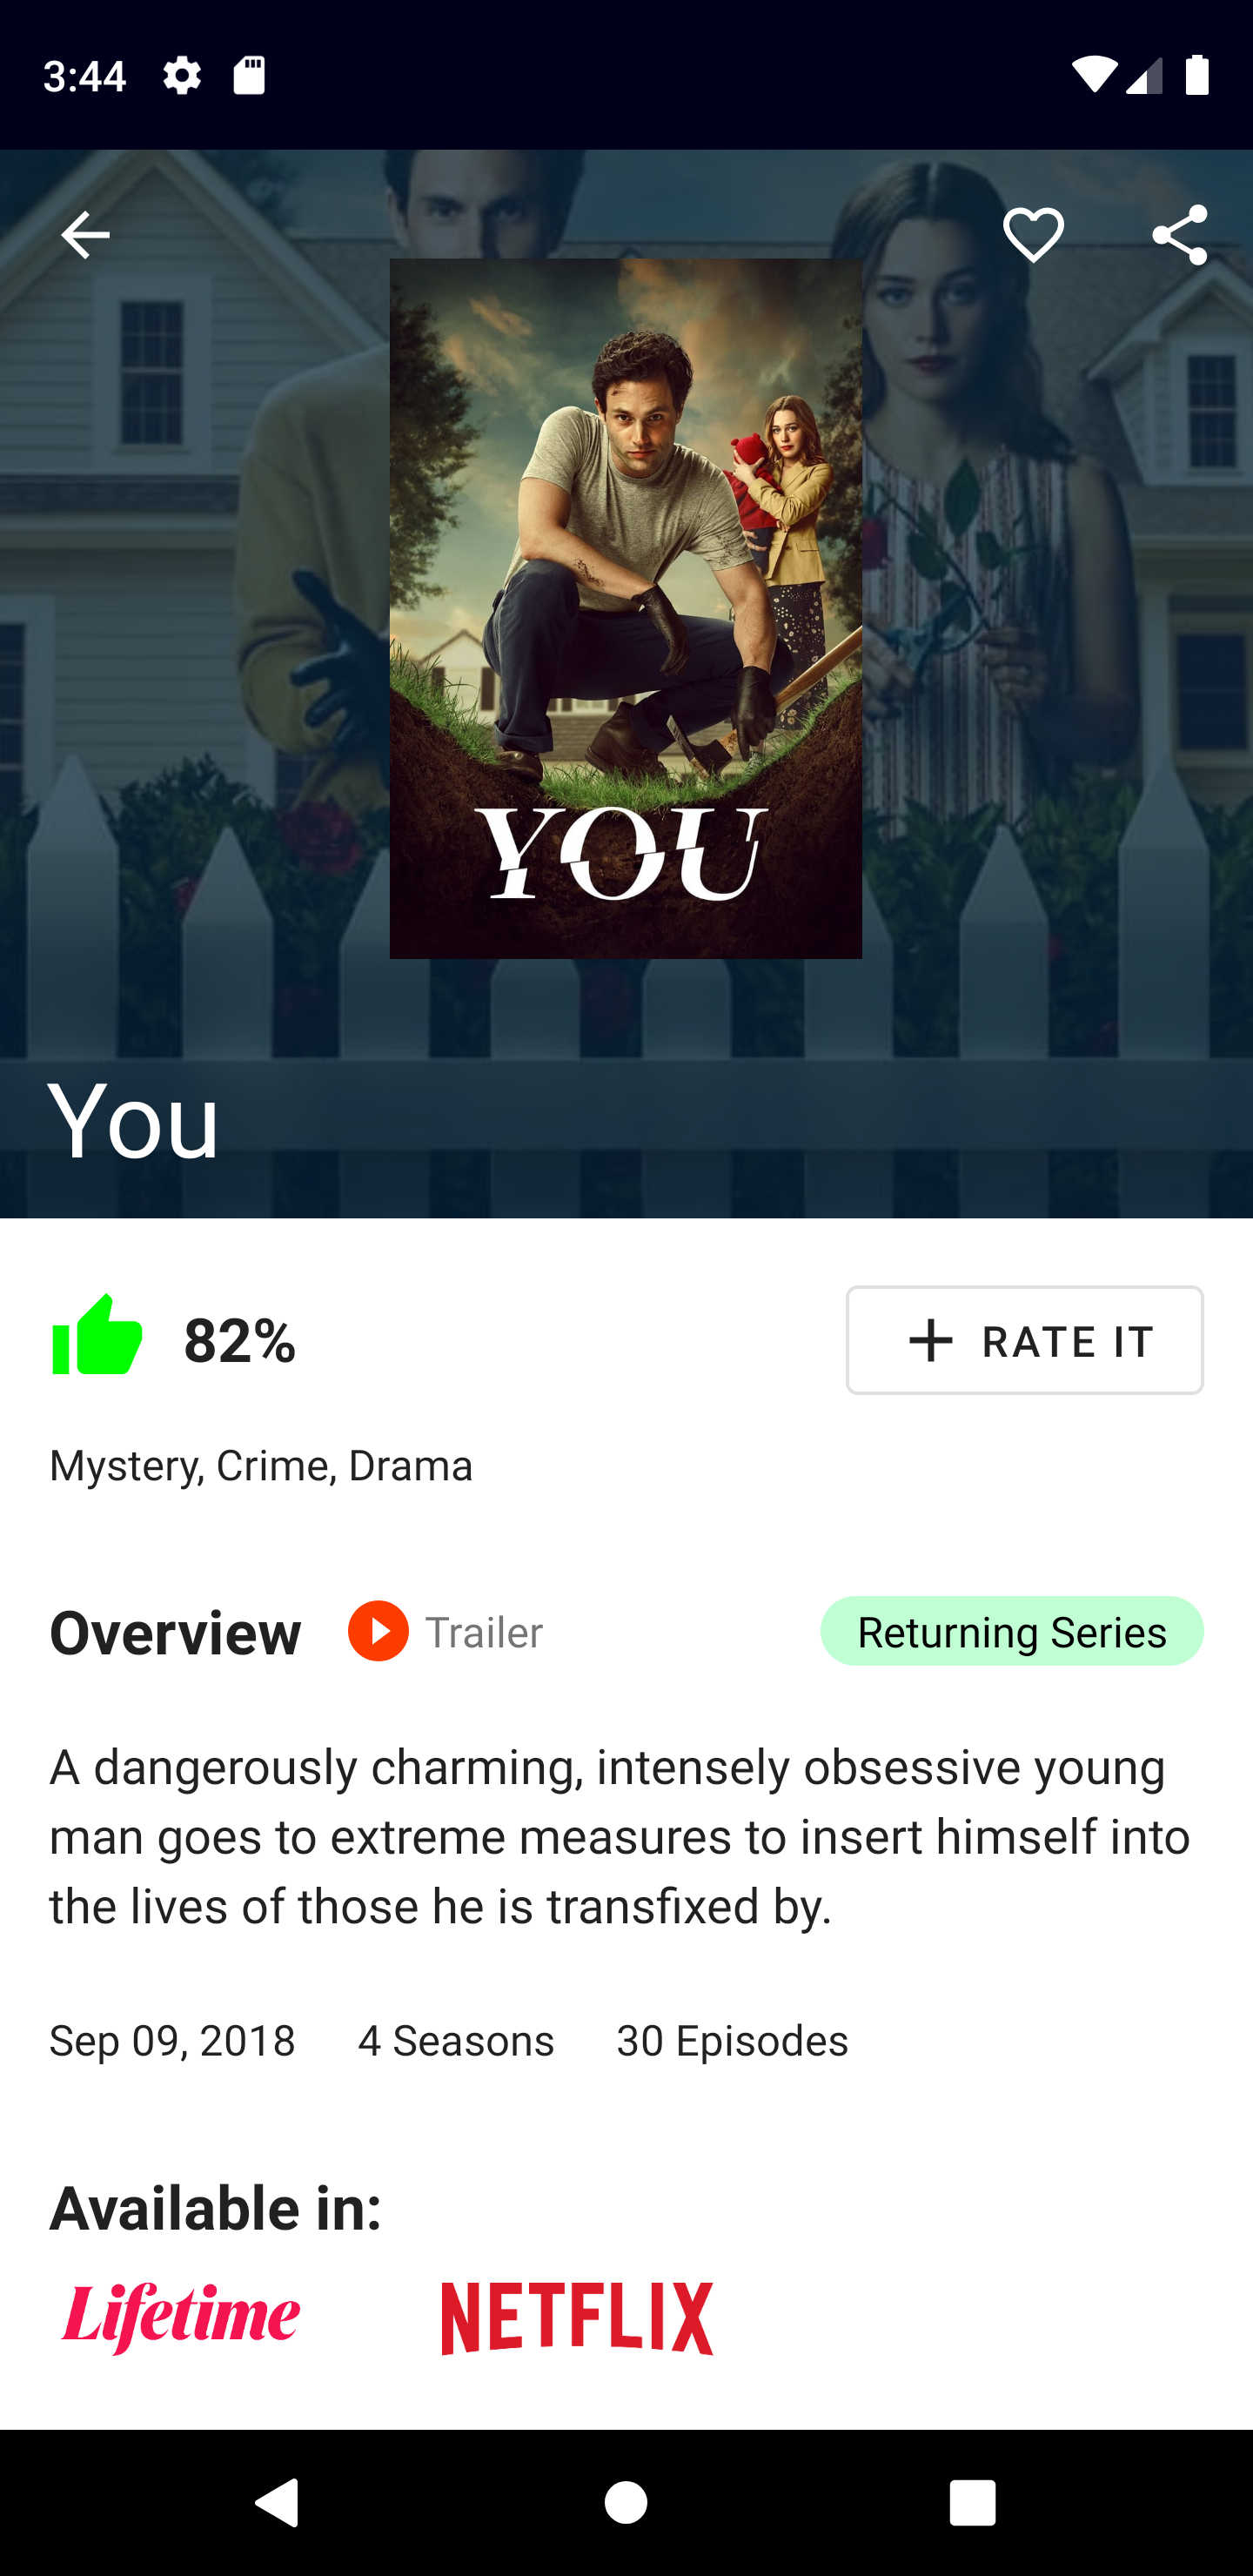 3:44
YOU
You
82%
RATE IT
Mystery, Crime, Drama
Overview
Trailer
Returning Series
A dangerously charming, intensely obsessive young
man goes to extreme measures to insert himself into
the lives of those he is transfixed by.
Sep 09, 2018
4 Seasons
30 Episodes
Available in:
Lifetime
NETFLIX